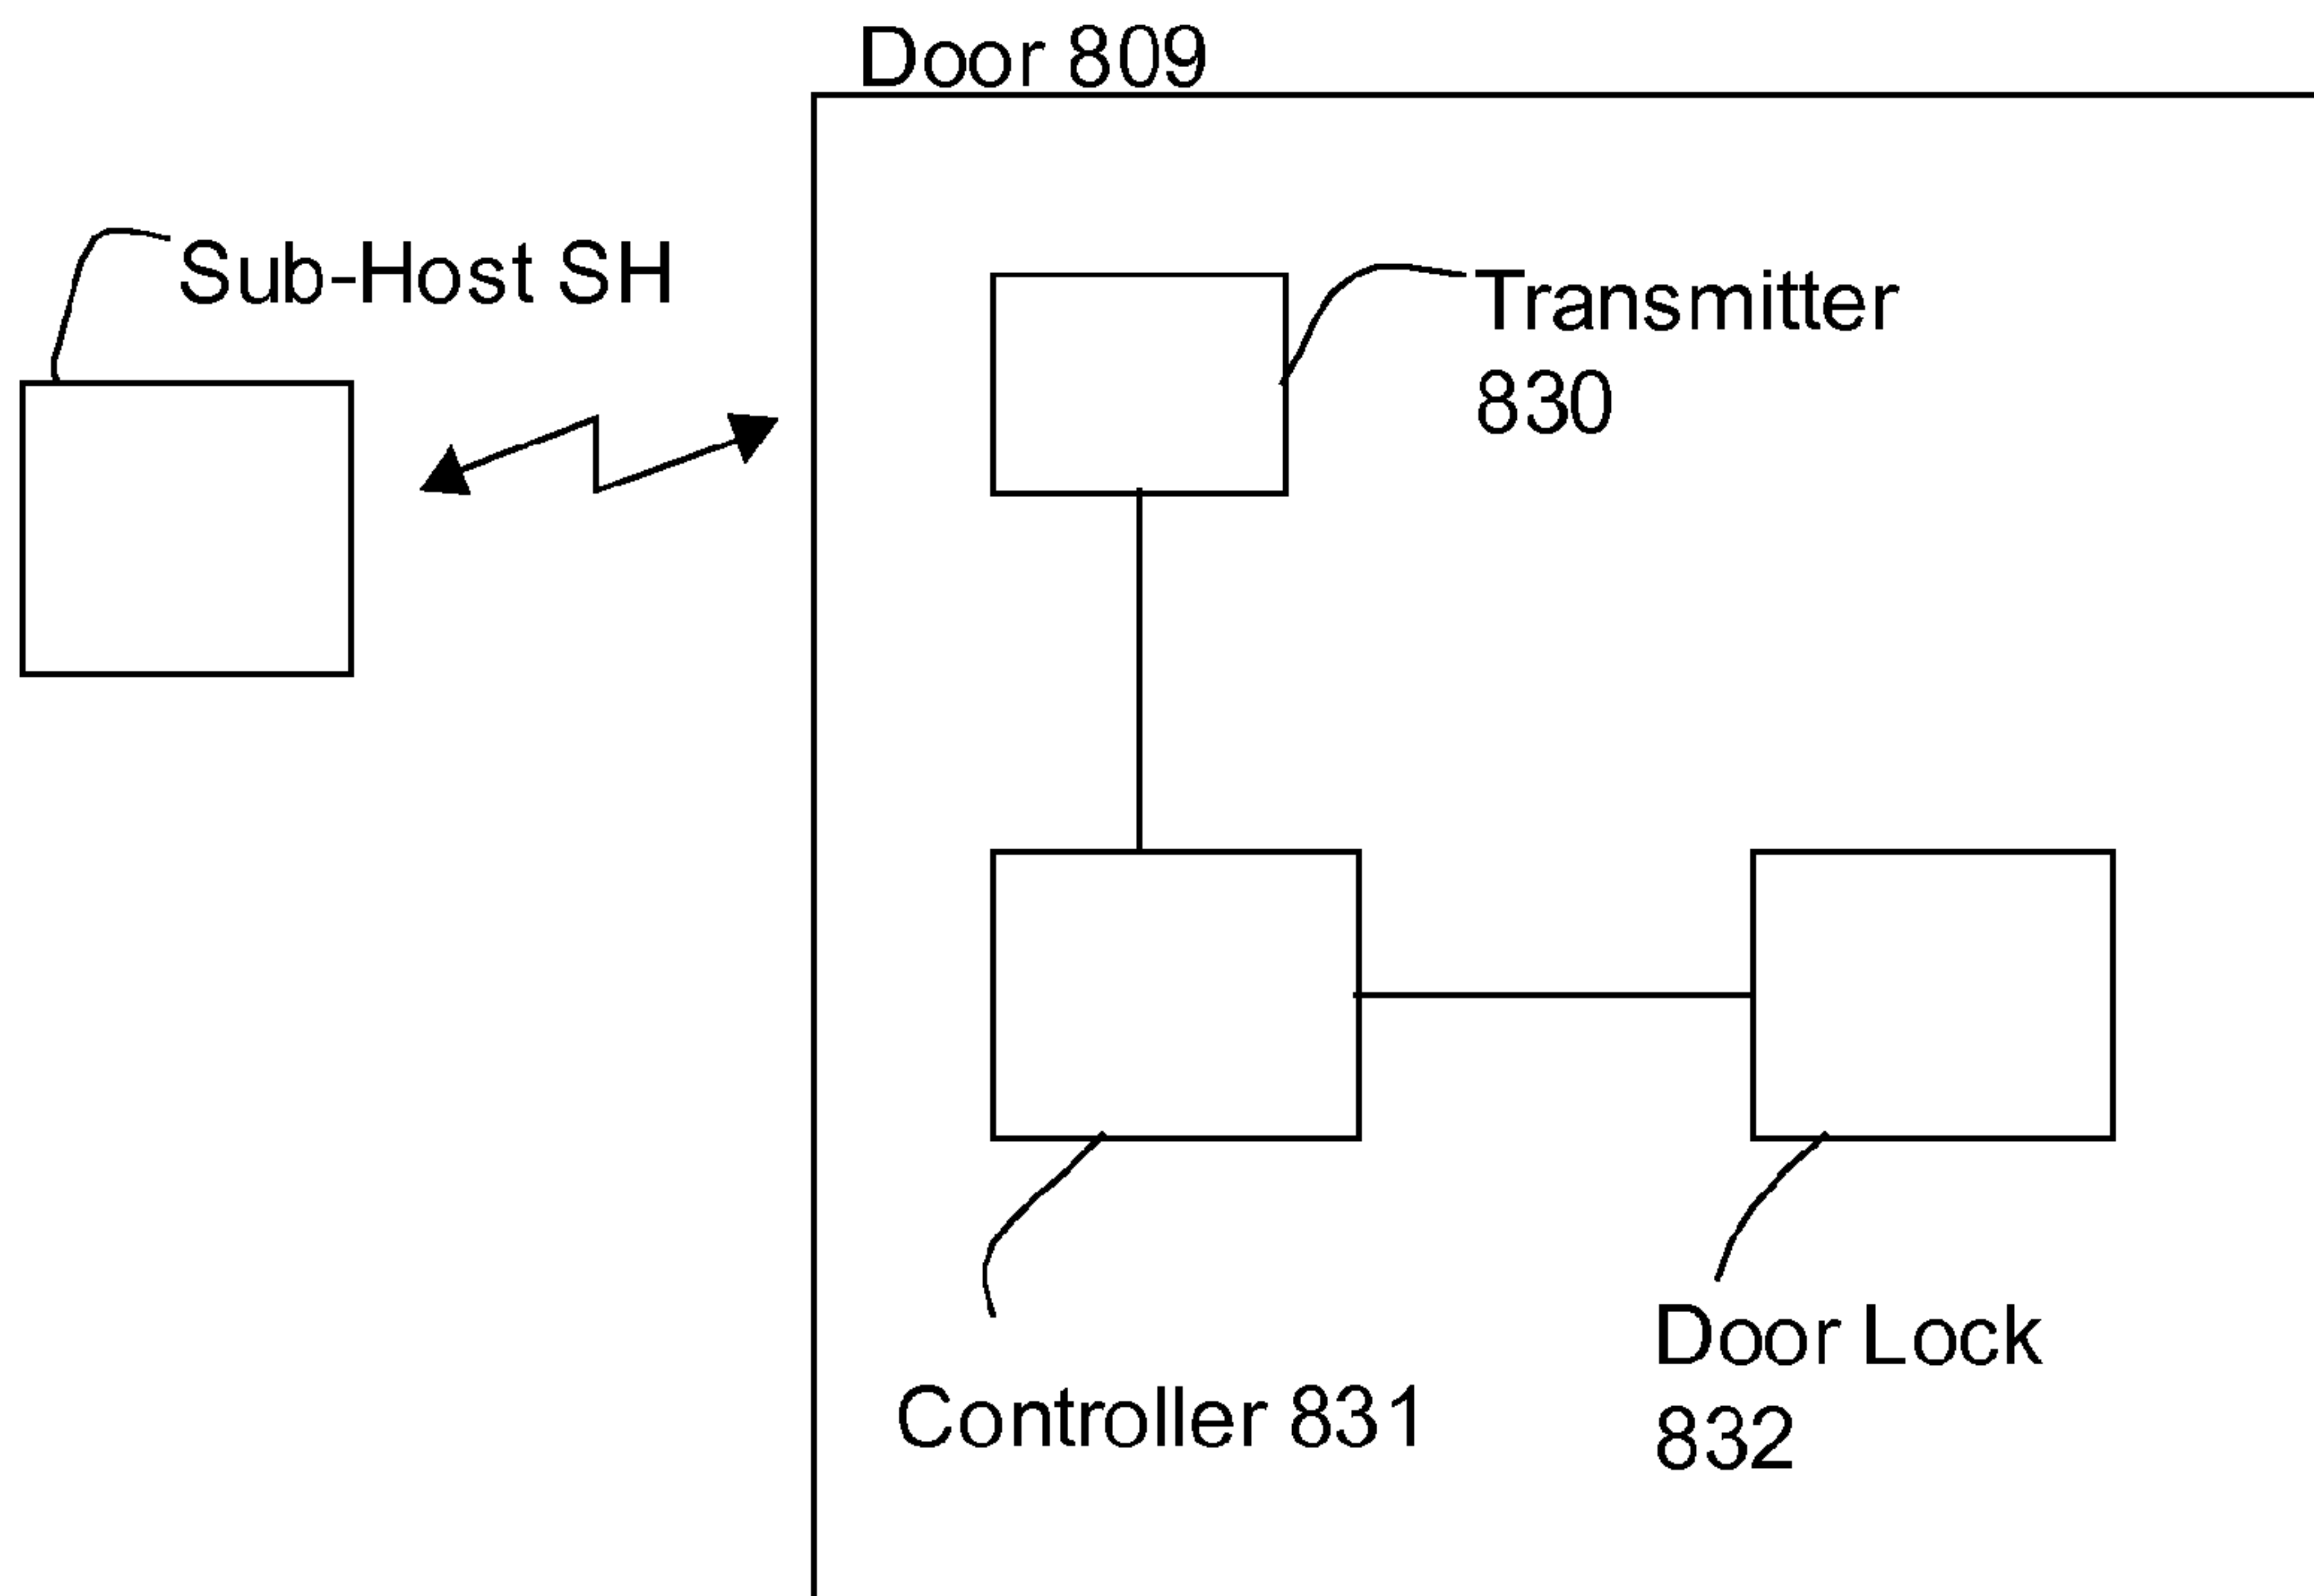 Door 809
Sub-Host SH
Transmitter
830
Controller 831
Door Lock
832